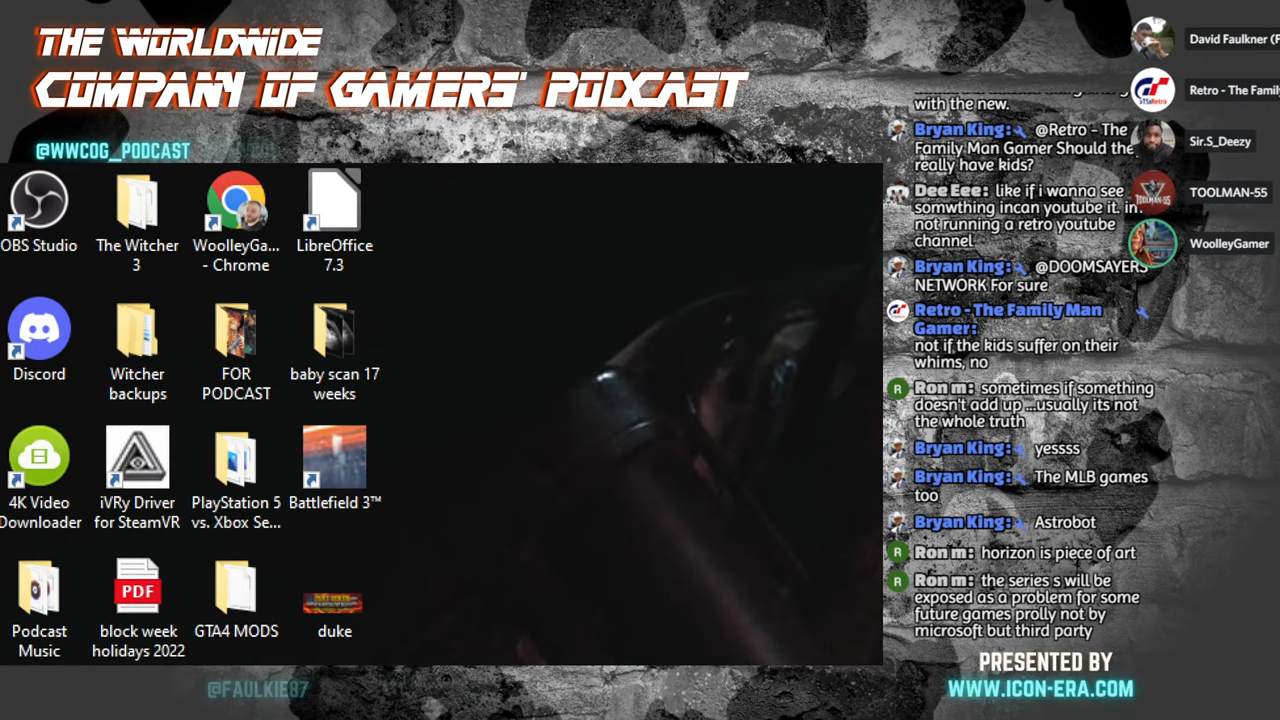 THE WORLDWIDE
COMPANY OF GAMERS' PODCAST
@WWCOG_PODCAST
OBS Studio
The Witcher
3
WoolleyGa...
- Chrome
LibreOffice
7.3
Discord
Witcher
backups
FOR
PODCAST
baby scan 17
weeks
4K Video
Downloader
iVRy Driver
for SteamVR
PlayStation 5
vs. Xbox Se...
Battlefield 3™
Podcast
Music
PDF
block week
holidays 2022
GTA4 MODS
duke
@FAULKIE87
with the new.
Bryan King: @Retro - The
Family Man Gamer Should the
really have kids?
Dee Eee: like if i wanna see
somwthing incan youtube it. im
not running a retro youtube
channel
Bryan King: @DOOMSAYERS
NETWORK For sure
Retro - The Family Man
Gamer:
not if the kids suffer on their
whims, no
R Ron m: sometimes if something
doesn't add up ...usually its not
the whole truth
Bryan King: yessss
Bryan King: The MLB games
too
Bryan King: Astrobot
R Ron m: horizon is piece of art
R Ron m: the series s will be
exposed as a problem for some
future games prolly not by
microsoft but third party
David Faulkner (F
Retro - The Famil
Sir.S_Deezy
TOOLMAN-55
TOOLMAN-55
WoolleyGamer
PRESENTED BY
WWW.ICON-ERA.COM